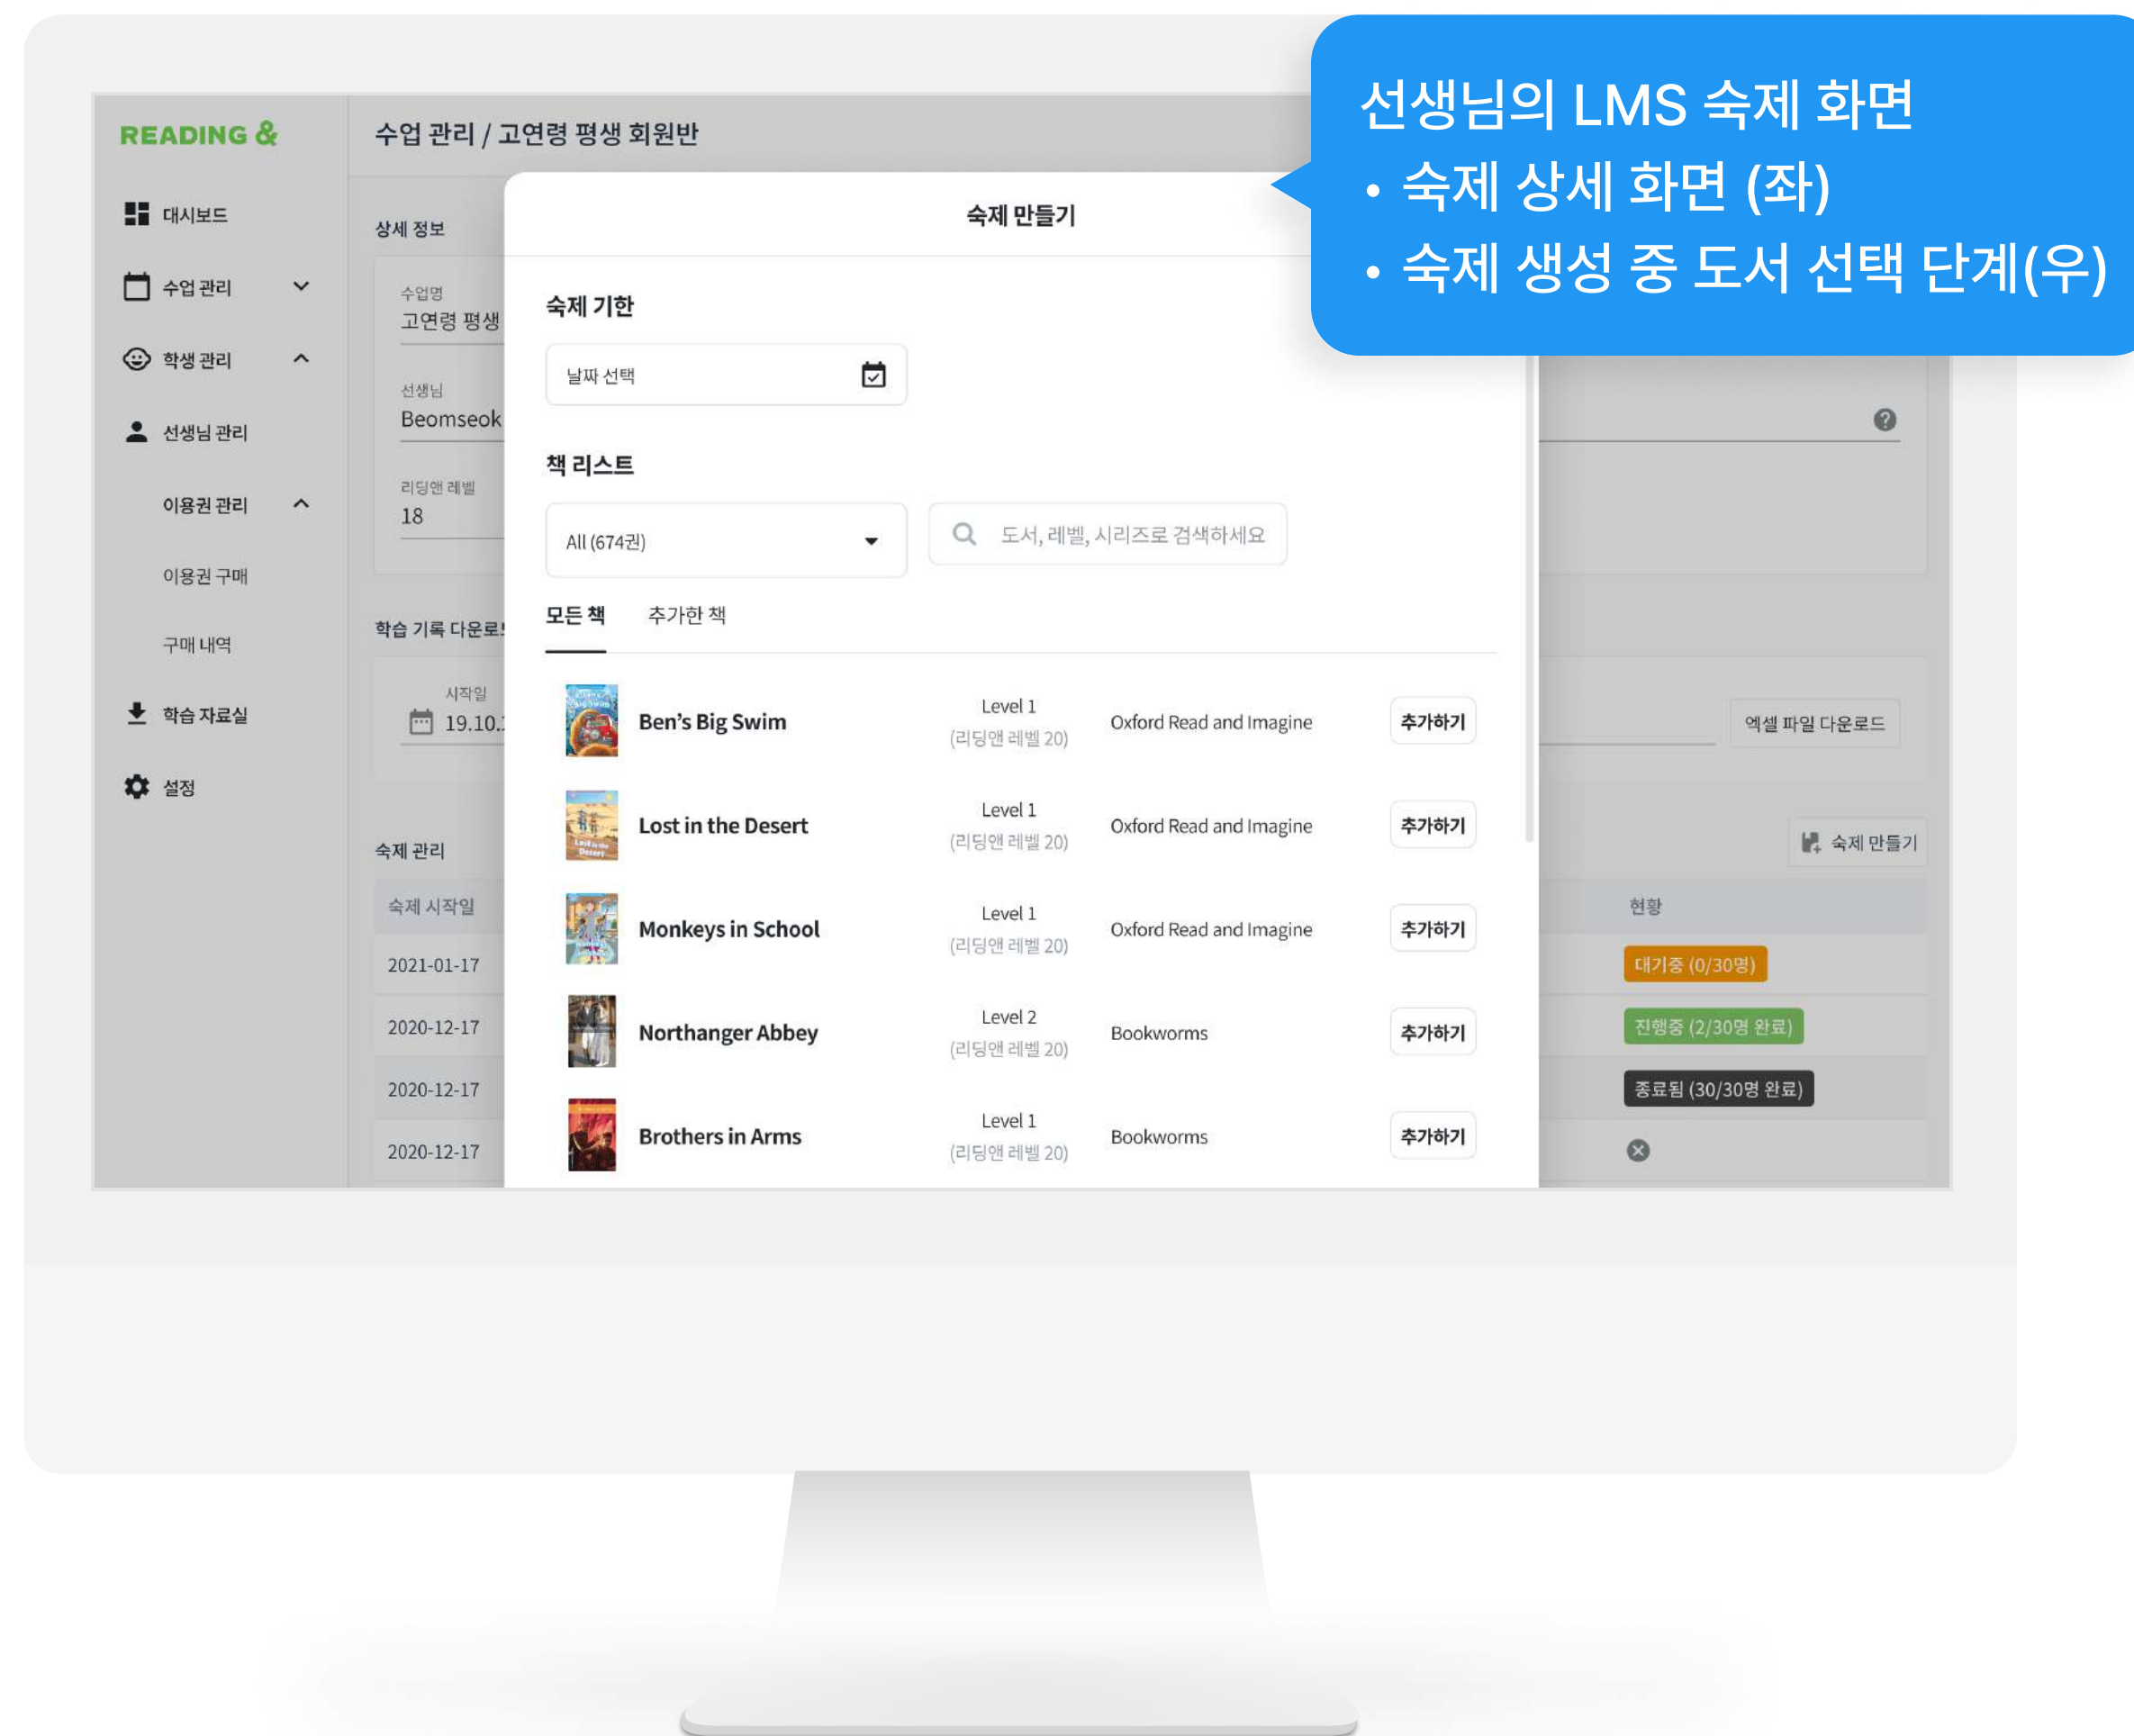 선생님의 LMS 숙제 화면
• 숙제 상세 화면 (좌)
• 숙제 생성 중 도서 선택 단계(우)
READING &
대시보드
수업 관리
학생 관리
선생님 관리
이용권 관리
이용권 구매
구매 내역
학습 자료실
설정
수업 관리 / 고연령 평생 회원반
상세 정보
수업명
고연령 평생
선생님
Beomseok
리딩앤 레벨
18
학습 기록 다운로
시작일
19.10.
엑셀 파일 다운로드
숙제 관리
숙제 만들기
숙제 시작일
현황
2021-01-17
대기중 (0/30명)
2020-12-17
진행중 (2/30명 완료)
2020-12-17
종료됨 (30/30명 완료)
2020-12-17
숙제 만들기
숙제 기한
날짜 선택
책 리스트
All (674권)
도서, 레벨, 시리즈로 검색하세요
모든 책
추가한 책
Ben's Big Swim
Level 1
(리딩앤 레벨 20)
Oxford Read and Imagine
추가하기
Lost in the Desert
Level 1
(리딩앤 레벨 20)
Oxford Read and Imagine
추가하기
Monkeys in School
Level 1
(리딩앤 레벨 20)
Oxford Read and Imagine
추가하기
Northanger Abbey
Level 2
(리딩앤 레벨 20)
Bookworms
추가하기
Brothers in Arms
Level 1
(리딩앤 레벨 20)
Bookworms
추가하기